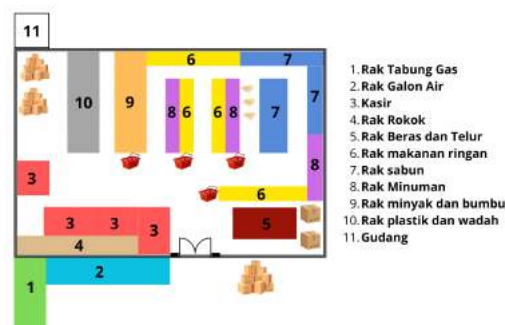 11
6
7
10
9
8 6
6 8
7
7
3
8
6
3 3
3
5
4
2
1
1. Rak Tabung Gas
2. Rak Galon Air
3. Kasir
4. Rak Rokok
5. Rak Beras dan Telur
6. Rak makanan ringan
7. Rak sabun
8. Rak Minuman
9. Rak minyak dan bumbu
10. Rak plastik dan wadah
11. Gudang